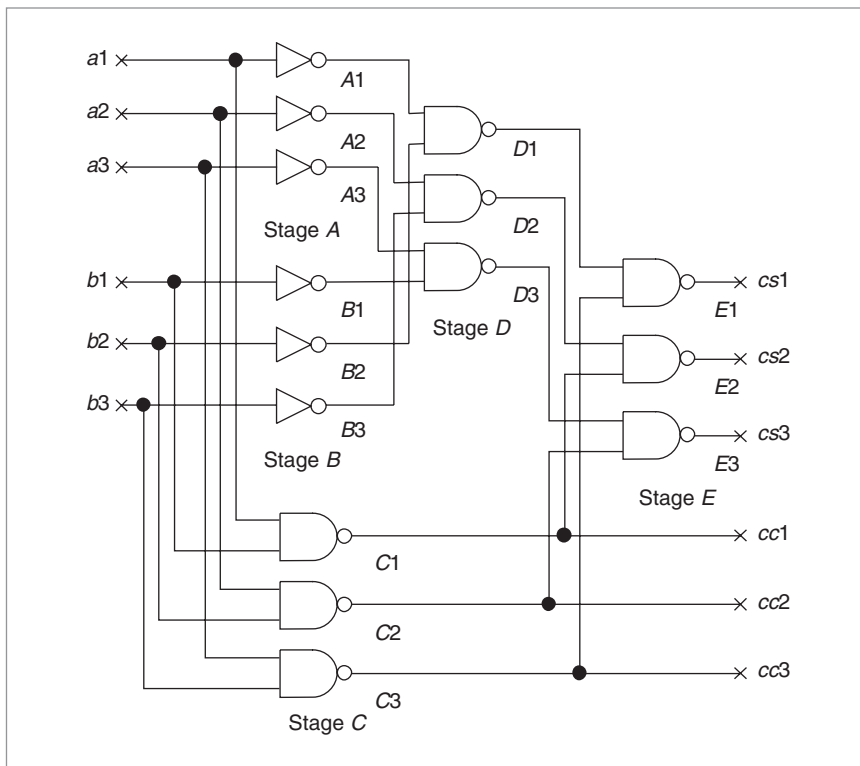 a1
A1
a2
A2
D1
a3
A3
D2
Stage A
b1
B1
D3
cs1
E1
Stage D
b2
B2
cs2
E2
b3
B3
cs3
E3
Stage B
Stage E
C1
cc1
C2
cc2
C3
cc3
Stage C